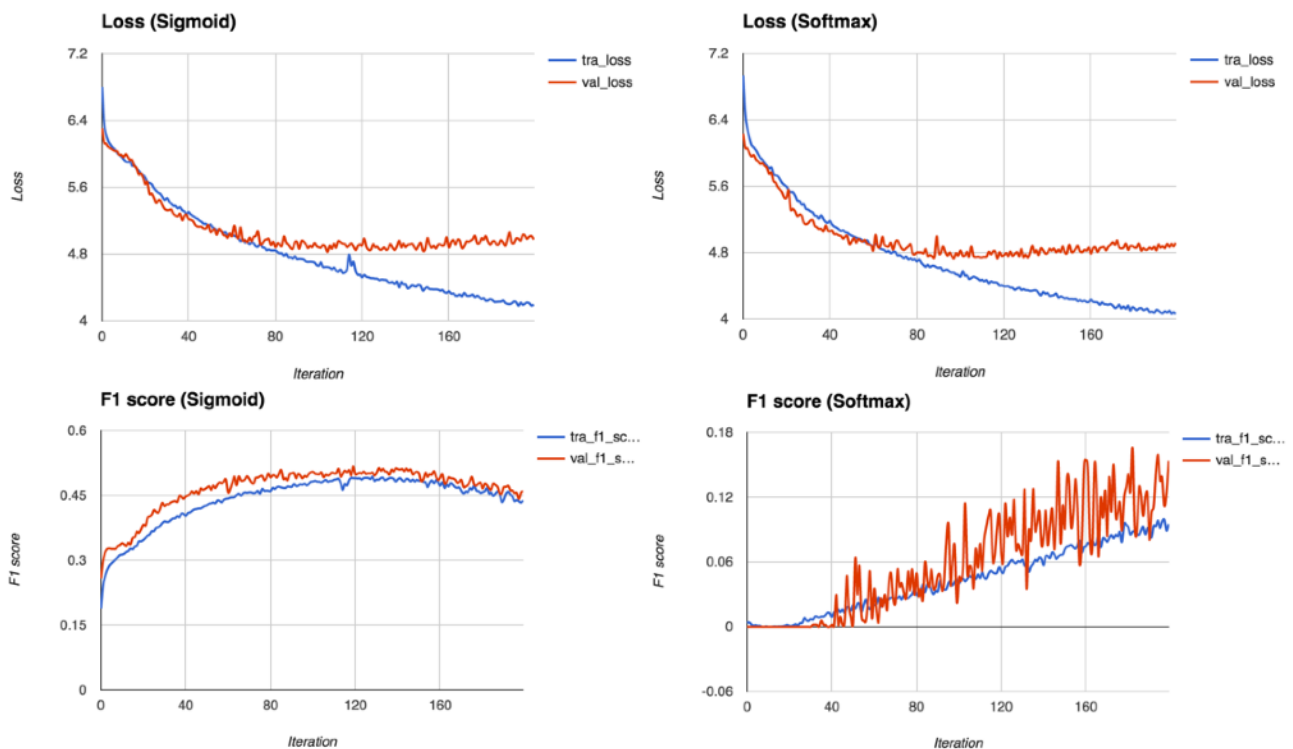 Loss (Sigmoid)
7.2
6.4
5.6
4.8
4
0
40
80
120
160
Loss
Iteration
tra_loss
val_loss
Loss (Softmax)
7.2
6.4
5.6
4.8
4
0
40
80
120
160
Loss
Iteration
tra_loss
val_loss
F1 score (Sigmoid)
0.6
0.45
0.3
0.15
0
0
40
80
120
160
F1 score
Iteration
tra_f1_sc...
val_f1_s...
F1 score (Softmax)
0.18
0.12
0.06
0
-0.06
0
40
80
120
160
F1 score
Iteration
tra_f1_sc...
val_f1_s...